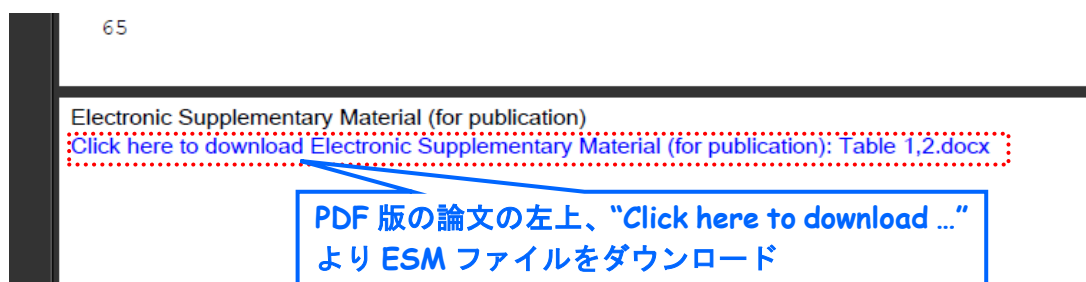 65
Electronic Supplementary Material (for publication)
Click here to download Electronic Supplementary Material (for publication): Table 1,2.docx
PDF 版の論文の左上、“Click here to download …”
より ESM ファイルをダウンロード